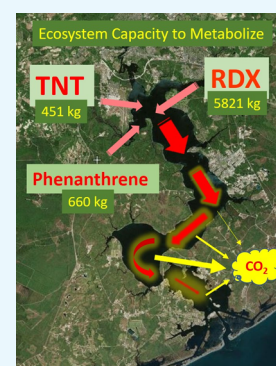 Ecosystem Capacity to Metabolize
TNT
451 kg
RDX
5821 kg
Phenanthrene
660 kg
CO₂